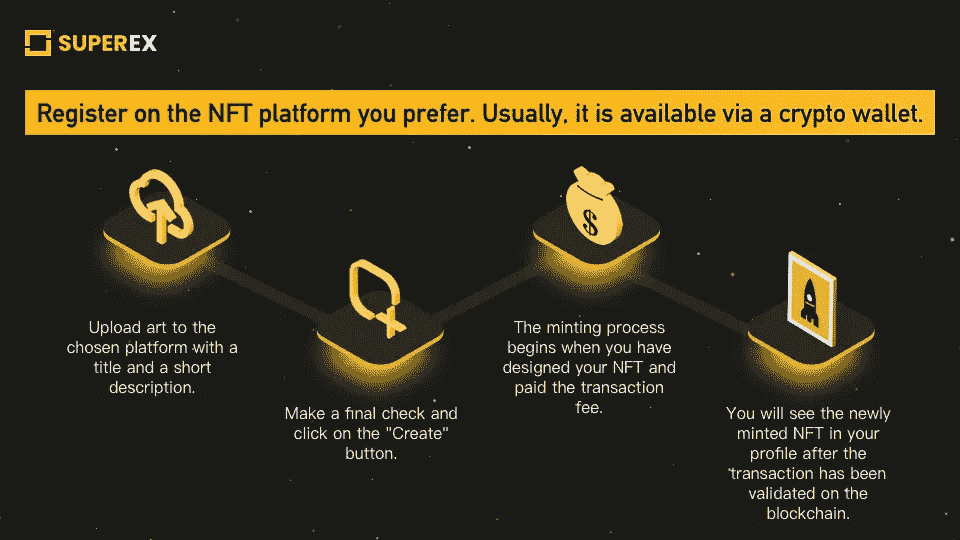 SUPEREX
Register on the NFT platform you prefer. Usually, it is available via a crypto wallet.
Upload art to the
chosen platform with a
title and a short
description.
Make a final check and
click on the "Create"
button.
$
The minting process
begins when you have
designed your NFT and
paid the transaction
fee.
You will see the newly
minted NFT in your
profile after the
transaction has been
validated on the
blockchain.